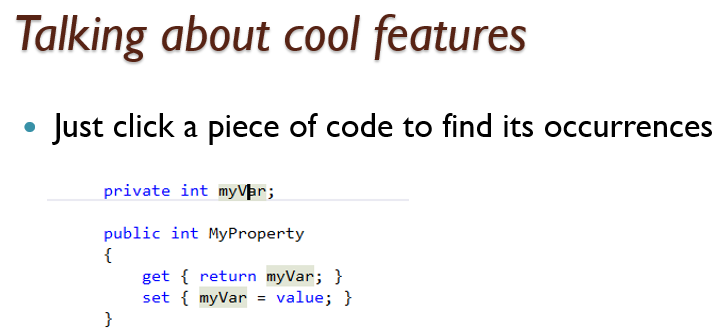 Talking about cool features
• Just click a piece of code to find its occurrences
private int myVar;
public int MyProperty
{
get { return myVar; }
set { myVar = value; }
}